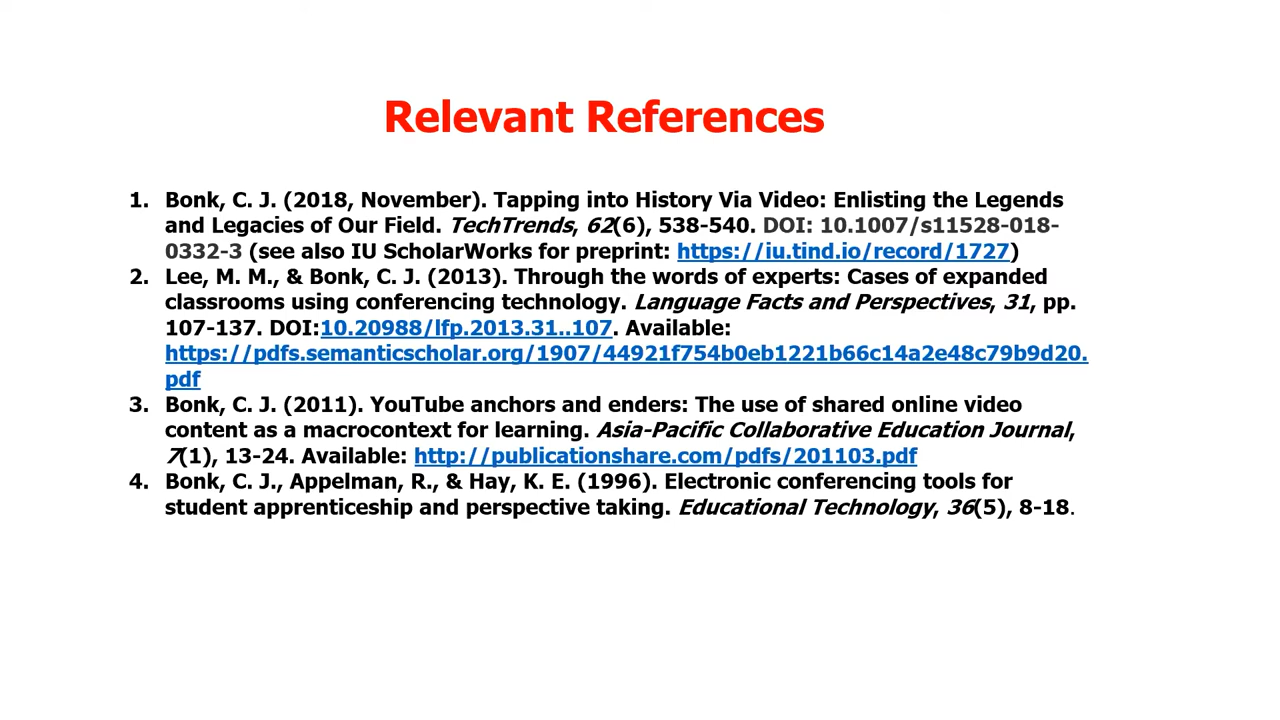 Relevant References
1. Bonk, C. J. (2018, November). Tapping into History Via Video: Enlisting the Legends
and Legacies of Our Field. TechTrends, 62(6), 538-540. DOI: 10.1007/s11528-018-
0332-3 (see also IU ScholarWorks for preprint: https://iu.tind.io/record/1727)
2. Lee, M. M., & Bonk, C. J. (2013). Through the words of experts: Cases of expanded
classrooms using conferencing technology. Language Facts and Perspectives, 31, pp.
107-137. DOI:10.20988/lfp.2013.31..107. Available:
https://pdfs.semanticscholar.org/1907/44921f754b0eb1221b66c14a2e48c79b9d20.
pdf
3. Bonk, C. J. (2011). YouTube anchors and enders: The use of shared online video
content as a macrocontext for learning. Asia-Pacific Collaborative Education Journal,
7(1), 13-24. Available: http://publicationshare.com/pdfs/201103.pdf
4. Bonk, C. J., Appelman, R., & Hay, K. E. (1996). Electronic conferencing tools for
student apprenticeship and perspective taking. Educational Technology, 36(5), 8-18.